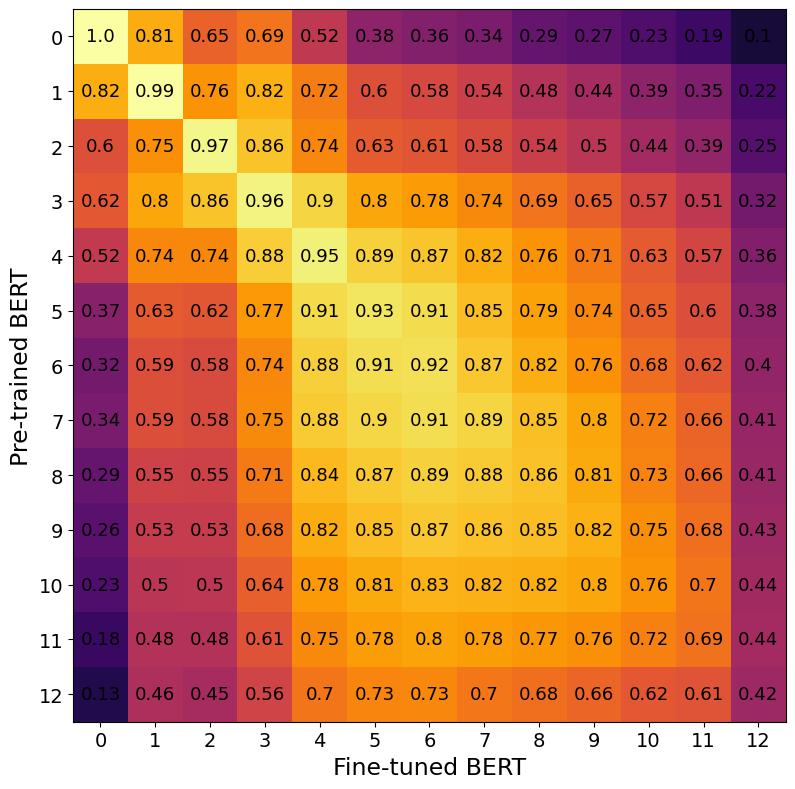 0 1.0 0.81 0.65 0.69 0.52 0.38 0.36 0.34 0.29 0.27 0.23 0.19 0.1
1 0.82 0.99 0.76 0.82 0.72 0.6 0.58 0.54 0.48 0.44 0.39 0.35 0.22
2 0.6 0.75 0.97 0.86 0.74 0.63 0.61 0.58 0.54 0.5 0.44 0.39 0.25
3 0.62 0.8 0.86 0.96 0.9 0.8 0.78 0.74 0.69 0.65 0.57 0.51 0.32
4 0.52 0.74 0.74 0.88 0.95 0.89 0.87 0.82 0.76 0.71 0.63 0.57 0.36
5 0.37 0.63 0.62 0.77 0.91 0.93 0.91 0.85 0.79 0.74 0.65 0.6 0.38
6 0.32 0.59 0.58 0.74 0.88 0.91 0.92 0.87 0.82 0.76 0.68 0.62 0.4
7 0.34 0.59 0.58 0.75 0.88 0.9 0.91 0.89 0.85 0.8 0.72 0.66 0.41
8 0.29 0.55 0.55 0.71 0.84 0.87 0.89 0.88 0.86 0.81 0.73 0.66 0.41
9 0.26 0.53 0.53 0.68 0.82 0.85 0.87 0.86 0.85 0.82 0.75 0.68 0.43
10 0.23 0.5 0.5 0.64 0.78 0.81 0.83 0.82 0.82 0.8 0.76 0.7 0.44
11 0.18 0.48 0.48 0.61 0.75 0.78 0.8 0.78 0.77 0.76 0.72 0.69 0.44
12 0.13 0.46 0.45 0.56 0.7 0.73 0.73 0.7 0.68 0.66 0.62 0.61 0.42
0 1 2 3 4 5 6 7 8 9 10 11 12
Fine-tuned BERT
Pre-trained BERT